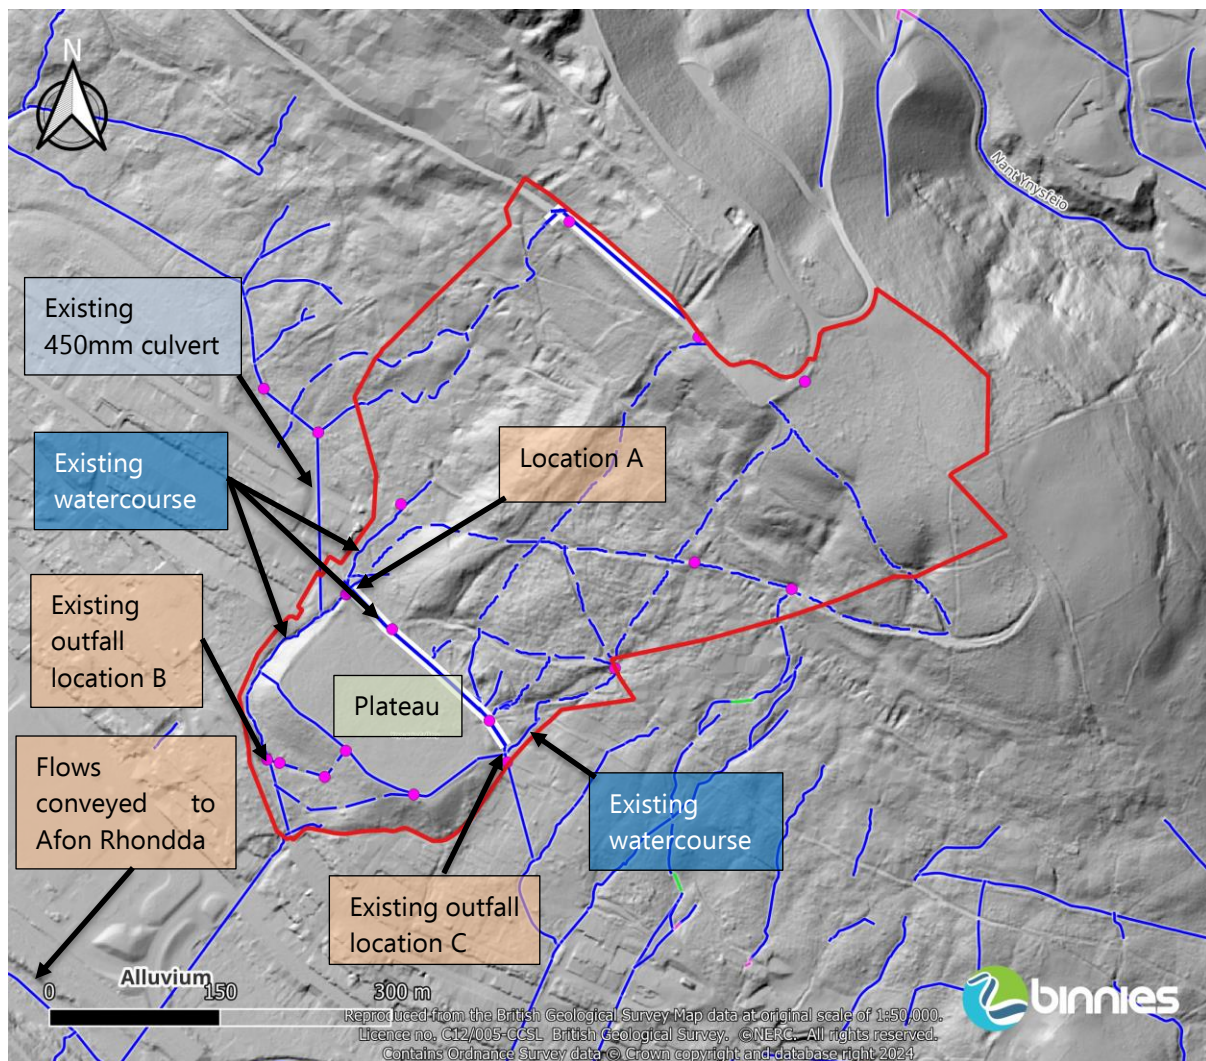 N
Nant Ynysfeio
Existing
450mm culvert
Existing
watercourse
Location A
Existing
outfall
location B
Plateau
Flows
conveyed to
Afon Rhondda
Existing
watercourse
Existing outfall
location C
Alluvium
0 150 300 m
binnies
Reproduced from the British Geological Survey Map data at original scale of 1:50,000.
Licence no. C12/005-CCSL British Geological Survey. ©NERC. All rights reserved.
Contains Ordnance Survey data © Crown copyright and database right 2024